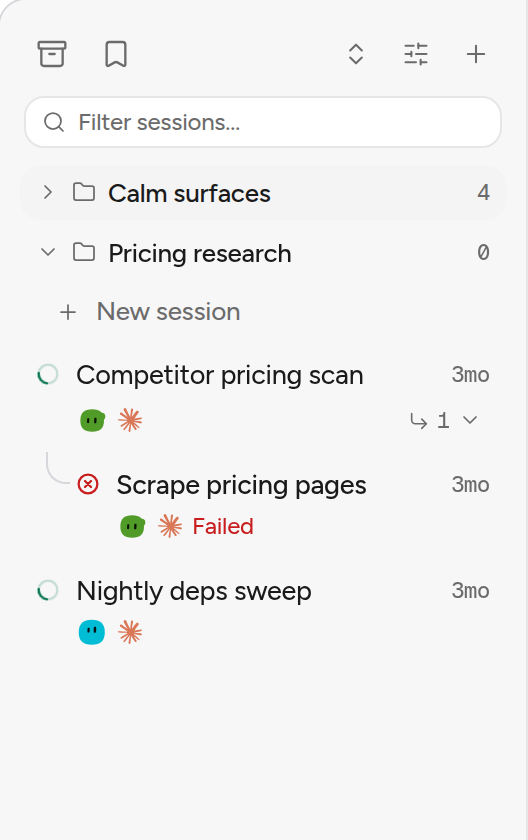 Filter sessions...
Calm surfaces 4
Pricing research 0
New session
Competitor pricing scan 3mo
1
Scrape pricing pages 3mo
Failed
Nightly deps sweep 3mo